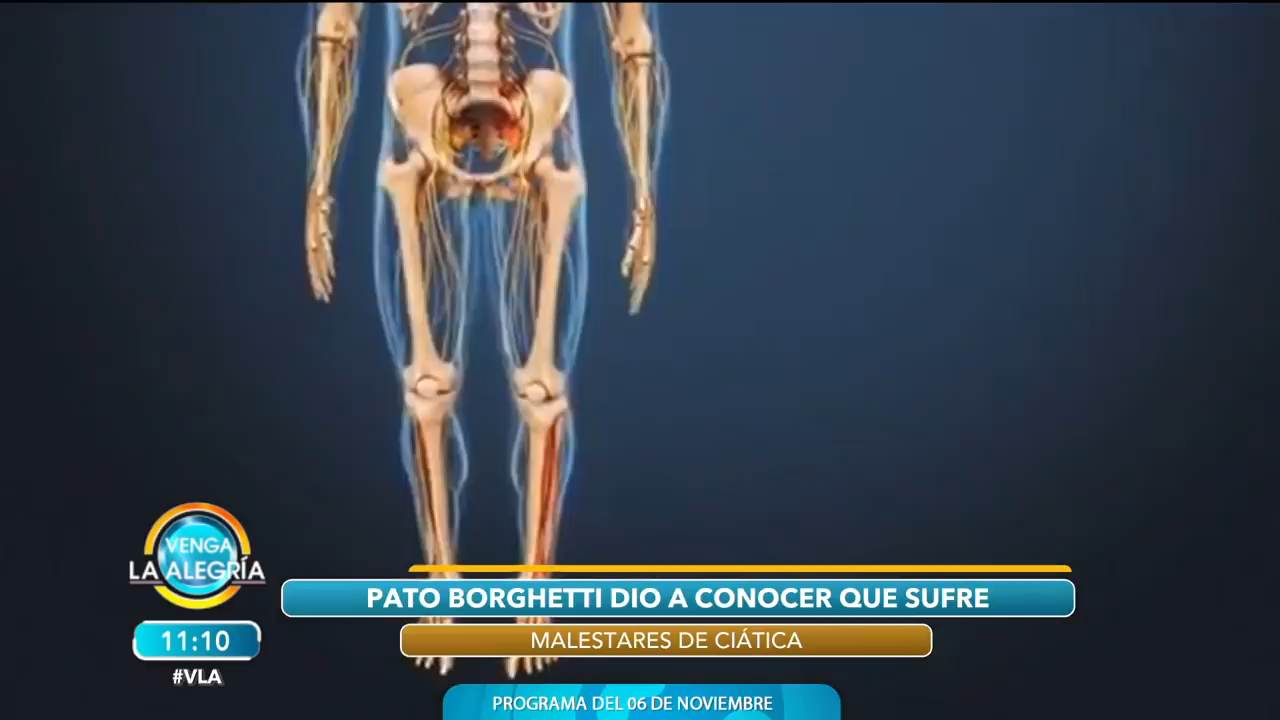 VENGA
LA ALEGRÍA
PATO BORGHETTI DIO A CONOCER QUE SUFRE
MALESTARES DE CIÁTICA
11:10
#VLA
PROGRAMA DEL 06 DE NOVIEMBRE